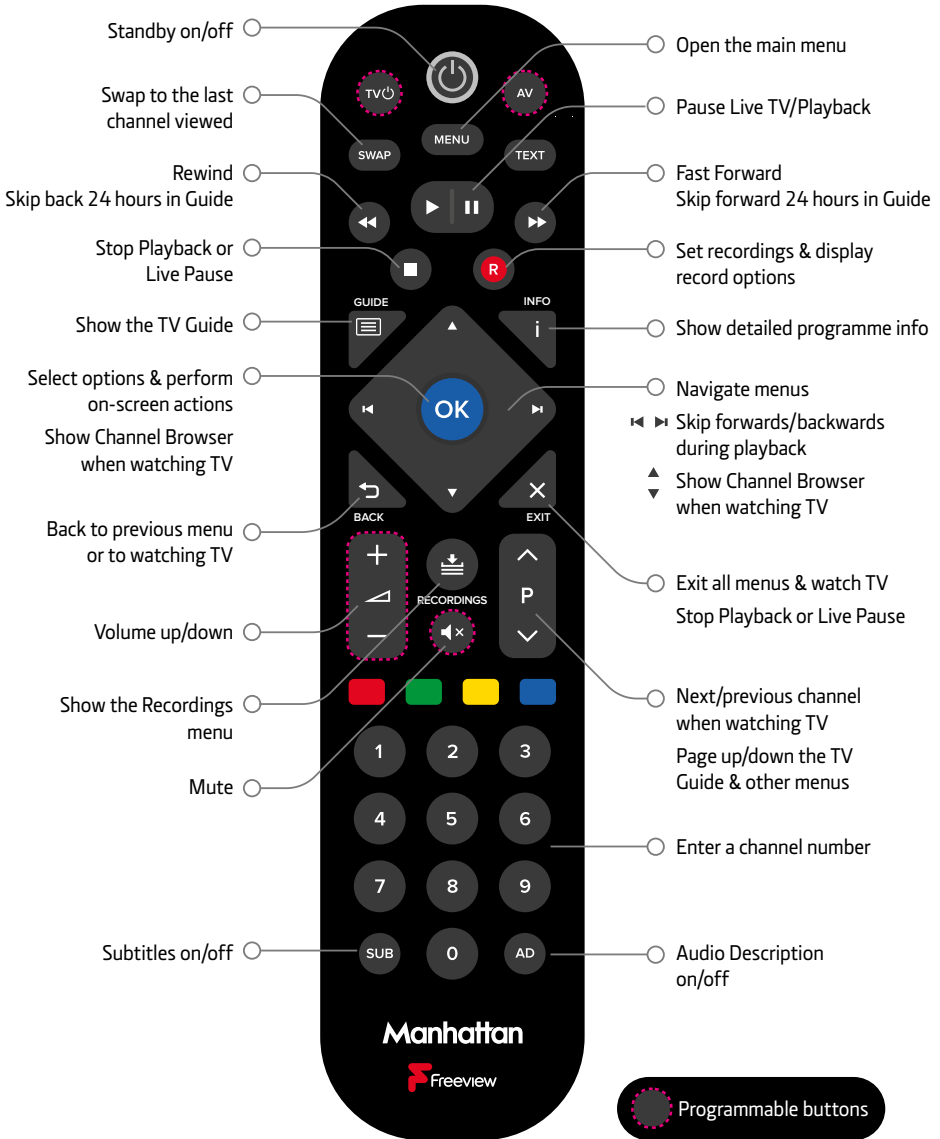 Standby on/off
Swap to the last
channel viewed
Rewind
Skip back 24 hours in Guide
Stop Playback or
Live Pause
Show the TV Guide
Select options & perform
on-screen actions
Show Channel Browser
when watching TV
Back to previous menu
or to watching TV
Volume up/down
Show the Recordings
menu
Mute
Subtitles on/off
TV
AV
MENU
SWAP
TEXT
R
GUIDE
INFO
i
OK
BACK
EXIT
RECORDINGS
P
1 2 3
4 5 6
7 8 9
SUB 0 AD
Manhattan
Freeview
Open the main menu
Pause Live TV/Playback
Fast Forward
Skip forward 24 hours in Guide
Set recordings & display
record options
Show detailed programme info
Navigate menus
Skip forwards/backwards
during playback
Show Channel Browser
when watching TV
Exit all menus & watch TV
Stop Playback or Live Pause
Next/previous channel
when watching TV
Page up/down the TV
Guide & other menus
Enter a channel number
Audio Description
on/off
Programmable buttons